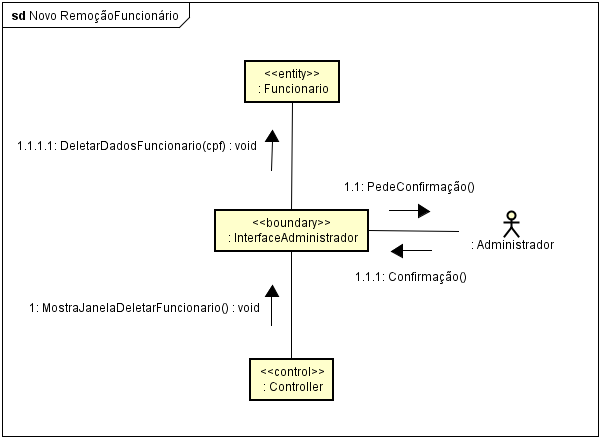 sd Novo RemoçãoFuncionário
<<entity>>
: Funcionario
1.1.1.1: DeletarDadosFuncionario(cpf) : void
1.1: PedeConfirmação()
<<boundary>>
: InterfaceAdministrador
: Administrador
1.1.1: Confirmação()
1: MostraJanelaDeletarFuncionario() : void
<<control>>
: Controller